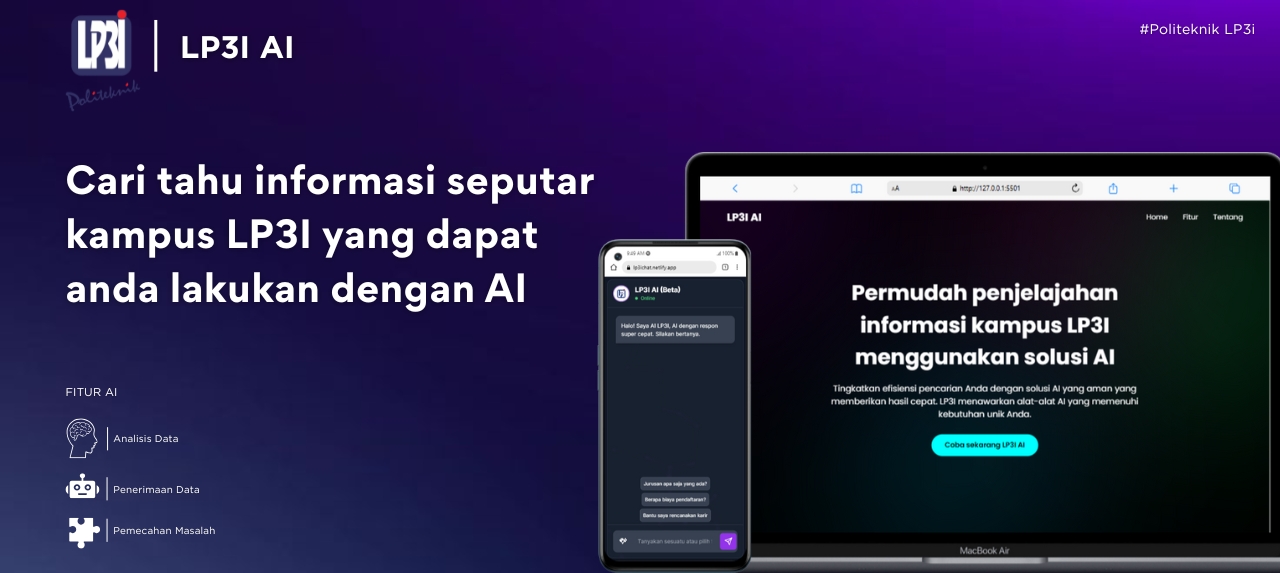 LP3I
Politeknik
LP3I AI
#Politeknik LP3i
Cari tahu informasi seputar
kampus LP3I yang dapat
anda lakukan dengan AI
FITUR AI
Analisis Data
Penerimaan Data
Pemecahan Masalah
9:49 AM
100%
lp3ichat.netlify.app
LP3I AI (Beta)
Online
Halo! Saya AI LP3I, AI dengan respon
super cepat. Silakan bertanya.
Jurusan apa saja yang ada?
Berapa biaya pendaftaran?
Bantu saya rencanakan karir
Tanyakan sesuatu atau pilih
AA
http://127.0.0.1:5501
LP3I AI
Home Fitur Tentang
Permudah penjelajahan
informasi kampus LP3I
menggunakan solusi AI
Tingkatkan efisiensi pencarian Anda dengan solusi AI yang aman yang
memberikan hasil cepat. LP3I menawarkan alat-alat AI yang memenuhi
kebutuhan unik Anda.
Coba sekarang LP3I AI
MacBook Air